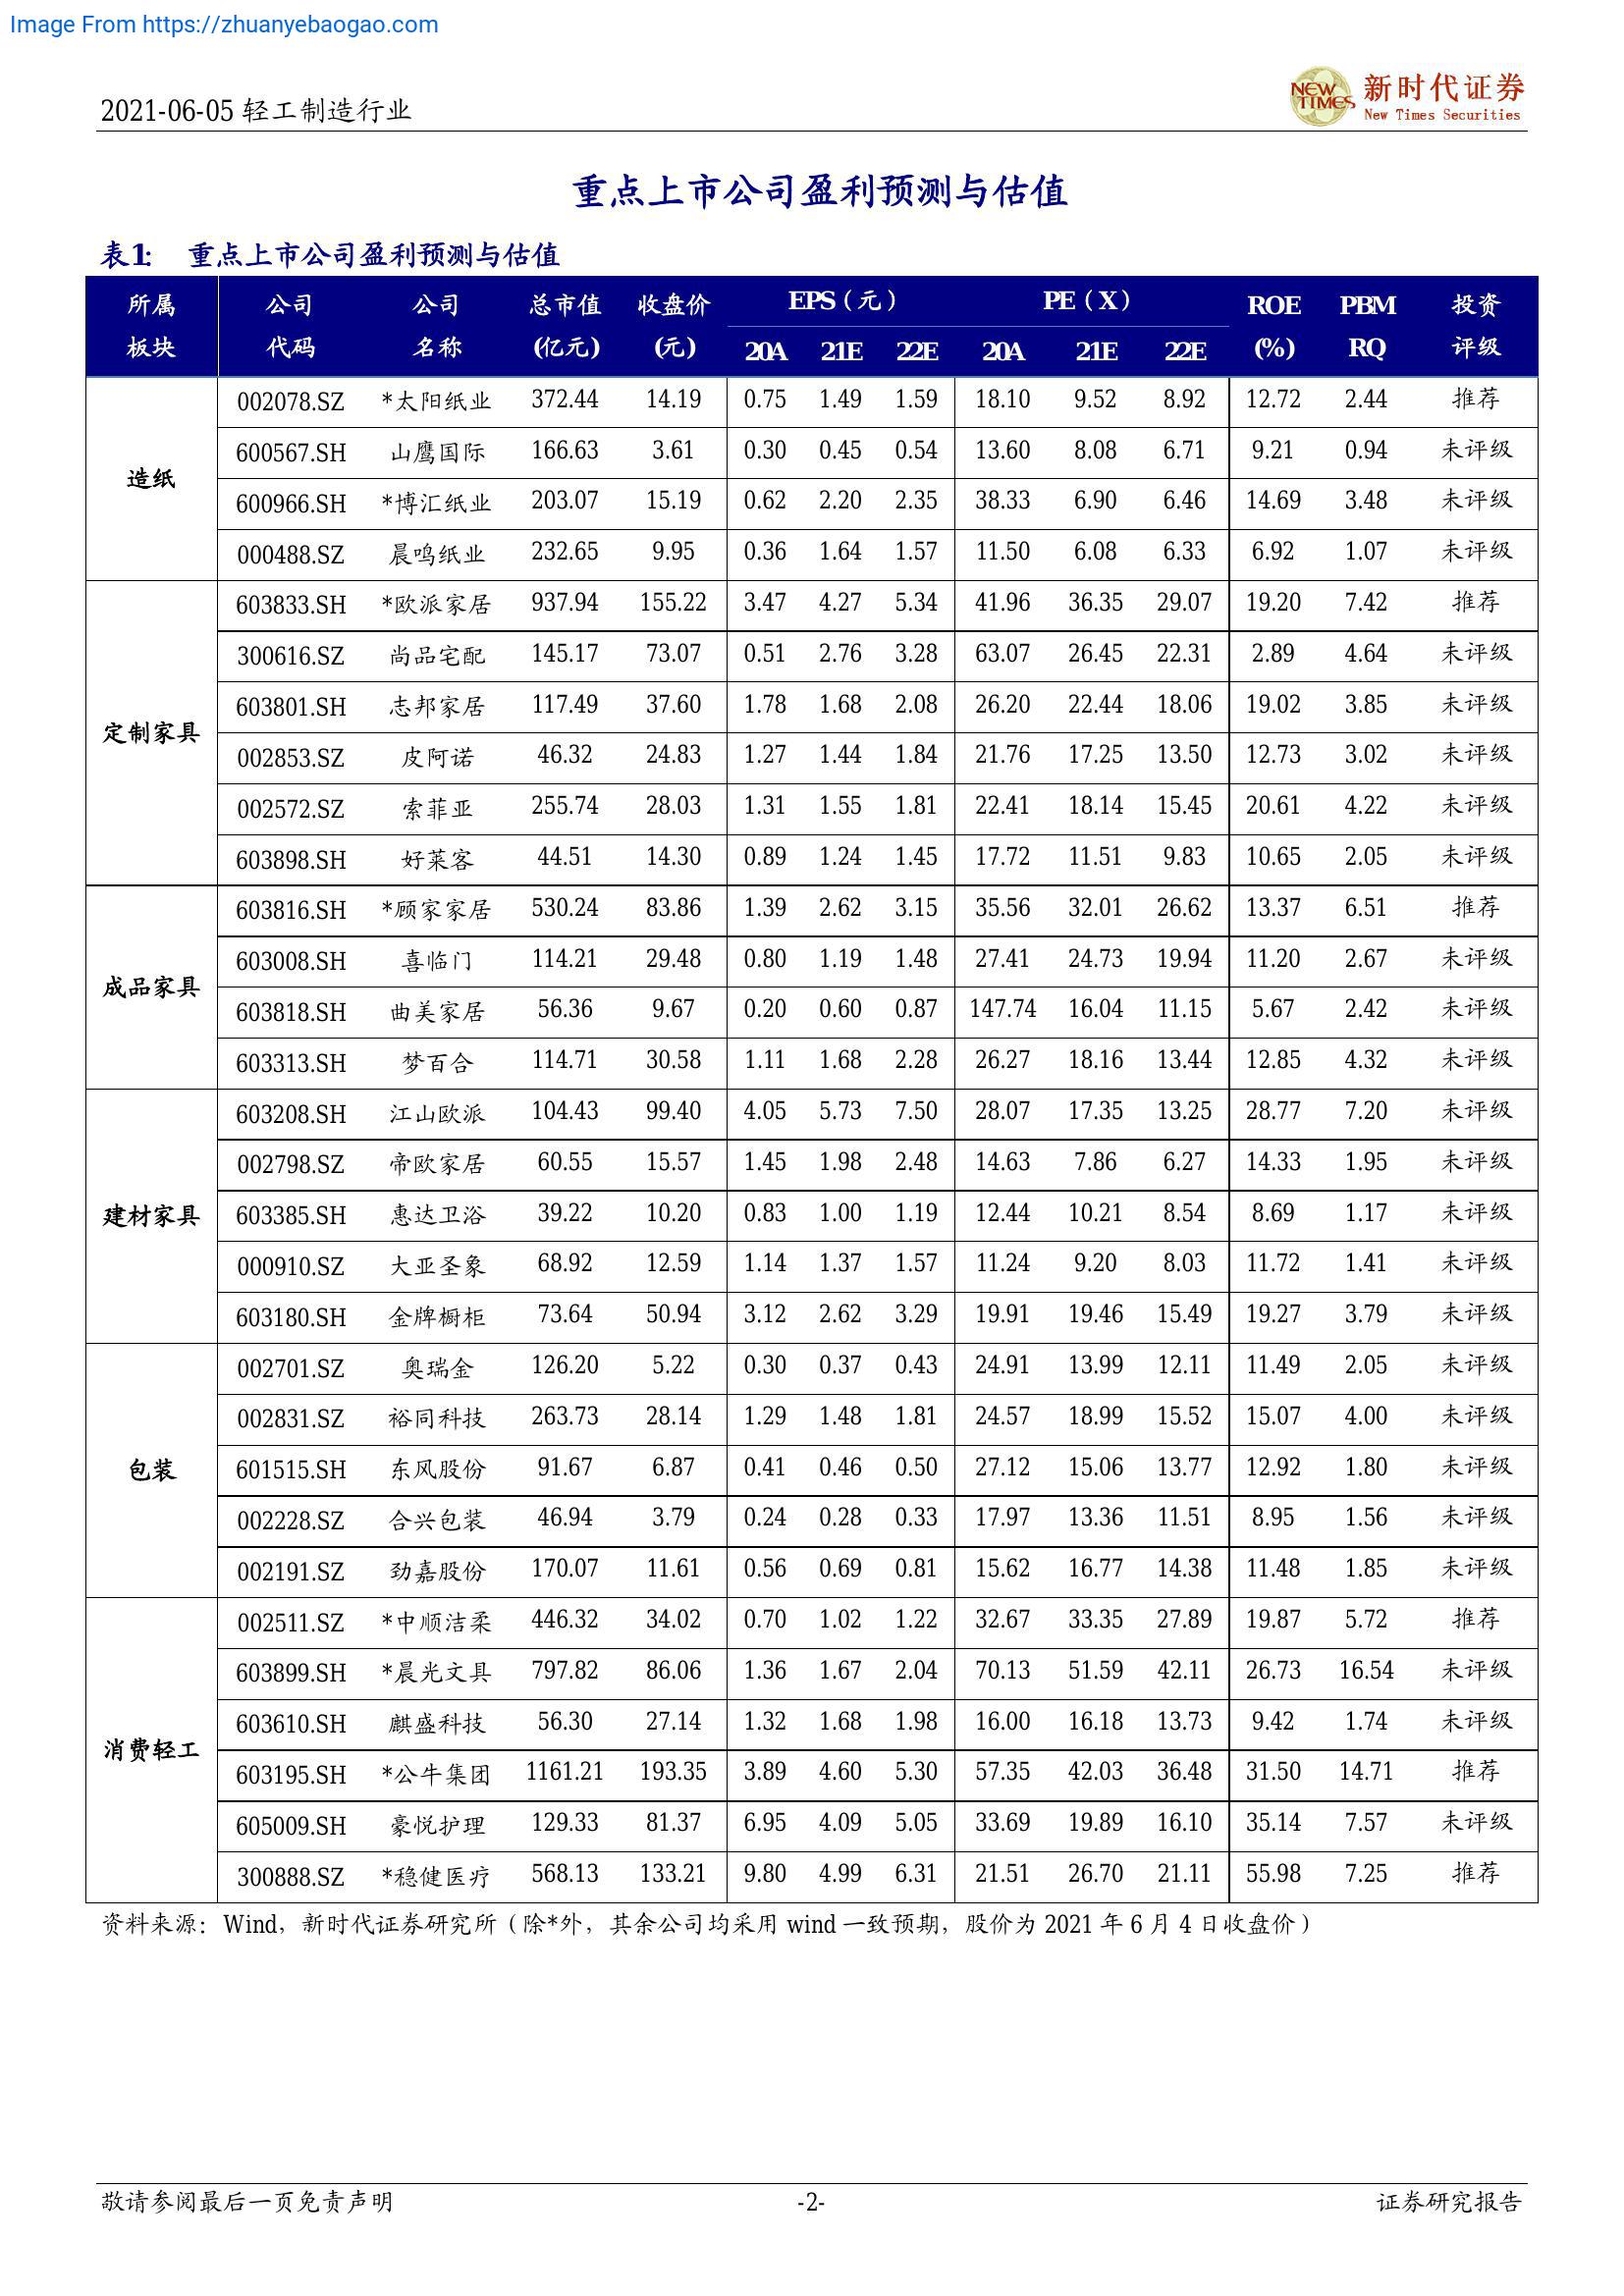 Image From https://zhuanyebaogao.com
2021-06-05 轻工制造行业
NEW TIMES 新时代证券
New Times Securities
重点上市公司盈利预测与估值
表1: 重点上市公司盈利预测与估值
所属 公司 公司 总市值 收盘价 EPS（元） PE（X） ROE PBM 投资
板块 代码 名称 (亿元) (元) 20A 21E 22E 20A 21E 22E (%) RQ 评级
造纸
002078.SZ *太阳纸业 372.44 14.19 0.75 1.49 1.59 18.10 9.52 8.92 12.72 2.44 推荐
600567.SH 山鹰国际 166.63 3.61 0.30 0.45 0.54 13.60 8.08 6.71 9.21 0.94 未评级
600966.SH *博汇纸业 203.07 15.19 0.62 2.20 2.35 38.33 6.90 6.46 14.69 3.48 未评级
000488.SZ 晨鸣纸业 232.65 9.95 0.36 1.64 1.57 11.50 6.08 6.33 6.92 1.07 未评级
定制家具
603833.SH *欧派家居 937.94 155.22 3.47 4.27 5.34 41.96 36.35 29.07 19.20 7.42 推荐
300616.SZ 尚品宅配 145.17 73.07 0.51 2.76 3.28 63.07 26.45 22.31 2.89 4.64 未评级
603801.SH 志邦家居 117.49 37.60 1.78 1.68 2.08 26.20 22.44 18.06 19.02 3.85 未评级
002853.SZ 皮阿诺 46.32 24.83 1.27 1.44 1.84 21.76 17.25 13.50 12.73 3.02 未评级
002572.SZ 索菲亚 255.74 28.03 1.31 1.55 1.81 22.41 18.14 15.45 20.61 4.22 未评级
603898.SH 好莱客 44.51 14.30 0.89 1.24 1.45 17.72 11.51 9.83 10.65 2.05 未评级
成品家具
603816.SH *顾家家居 530.24 83.86 1.39 2.62 3.15 35.56 32.01 26.62 13.37 6.51 推荐
603008.SH 喜临门 114.21 29.48 0.80 1.19 1.48 27.41 24.73 19.94 11.20 2.67 未评级
603818.SH 曲美家居 56.36 9.67 0.20 0.60 0.87 147.74 16.04 11.15 5.67 2.42 未评级
603313.SH 梦百合 114.71 30.58 1.11 1.68 2.28 26.27 18.16 13.44 12.85 4.32 未评级
建材家具
603208.SH 江山欧派 104.43 99.40 4.05 5.73 7.50 28.07 17.35 13.25 28.77 7.20 未评级
002798.SZ 帝欧家居 60.55 15.57 1.45 1.98 2.48 14.63 7.86 6.27 14.33 1.95 未评级
603385.SH 惠达卫浴 39.22 10.20 0.83 1.00 1.19 12.44 10.21 8.54 8.69 1.17 未评级
000910.SZ 大亚圣象 68.92 12.59 1.14 1.37 1.57 11.24 9.20 8.03 11.72 1.41 未评级
603180.SH 金牌橱柜 73.64 50.94 3.12 2.62 3.29 19.91 19.46 15.49 19.27 3.79 未评级
包装
002701.SZ 奥瑞金 126.20 5.22 0.30 0.37 0.43 24.91 13.99 12.11 11.49 2.05 未评级
002831.SZ 裕同科技 263.73 28.14 1.29 1.48 1.81 24.57 18.99 15.52 15.07 4.00 未评级
601515.SH 东风股份 91.67 6.87 0.41 0.46 0.50 27.12 15.06 13.77 12.92 1.80 未评级
002228.SZ 合兴包装 46.94 3.79 0.24 0.28 0.33 17.97 13.36 11.51 8.95 1.56 未评级
002191.SZ 劲嘉股份 170.07 11.61 0.56 0.69 0.81 15.62 16.77 14.38 11.48 1.85 未评级
消费轻工
002511.SZ *中顺洁柔 446.32 34.02 0.70 1.02 1.22 32.67 33.35 27.89 19.87 5.72 推荐
603899.SH *晨光文具 797.82 86.06 1.36 1.67 2.04 70.13 51.59 42.11 26.73 16.54 未评级
603610.SH 麒盛科技 56.30 27.14 1.32 1.68 1.98 16.00 16.18 13.73 9.42 1.74 未评级
603195.SH *公牛集团 1161.21 193.35 3.89 4.60 5.30 57.35 42.03 36.48 31.50 14.71 推荐
605009.SH 豪悦护理 129.33 81.37 6.95 4.09 5.05 33.69 19.89 16.10 35.14 7.57 未评级
300888.SZ *稳健医疗 568.13 133.21 9.80 4.99 6.31 21.51 26.70 21.11 55.98 7.25 推荐
资料来源：Wind，新时代证券研究所（除*外，其余公司均采用 wind 一致预期，股价为 2021 年 6 月 4 日收盘价）
敬请参阅最后一页免责声明 -2- 证券研究报告